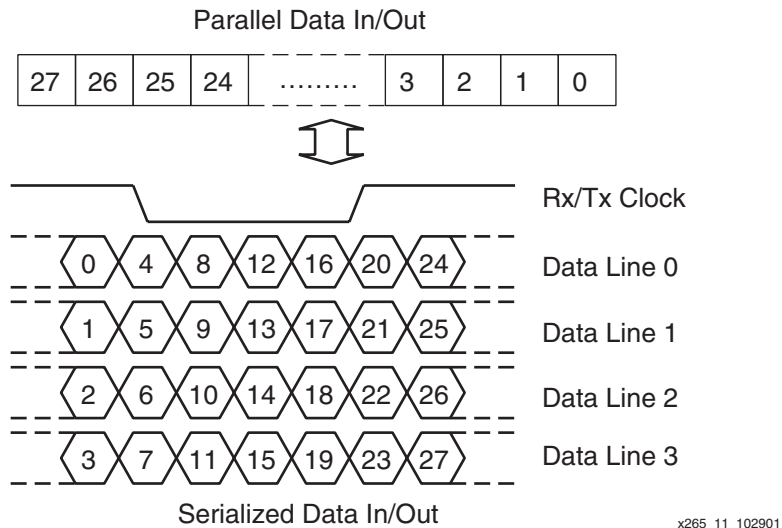 Parallel Data In/Out
27 26 25 24 ......... 3 2 1 0
Rx/Tx Clock
0 4 8 12 16 20 24 Data Line 0
1 5 9 13 17 21 25 Data Line 1
2 6 10 14 18 22 26 Data Line 2
3 7 11 15 19 23 27 Data Line 3
Serialized Data In/Out
x265_11_102901